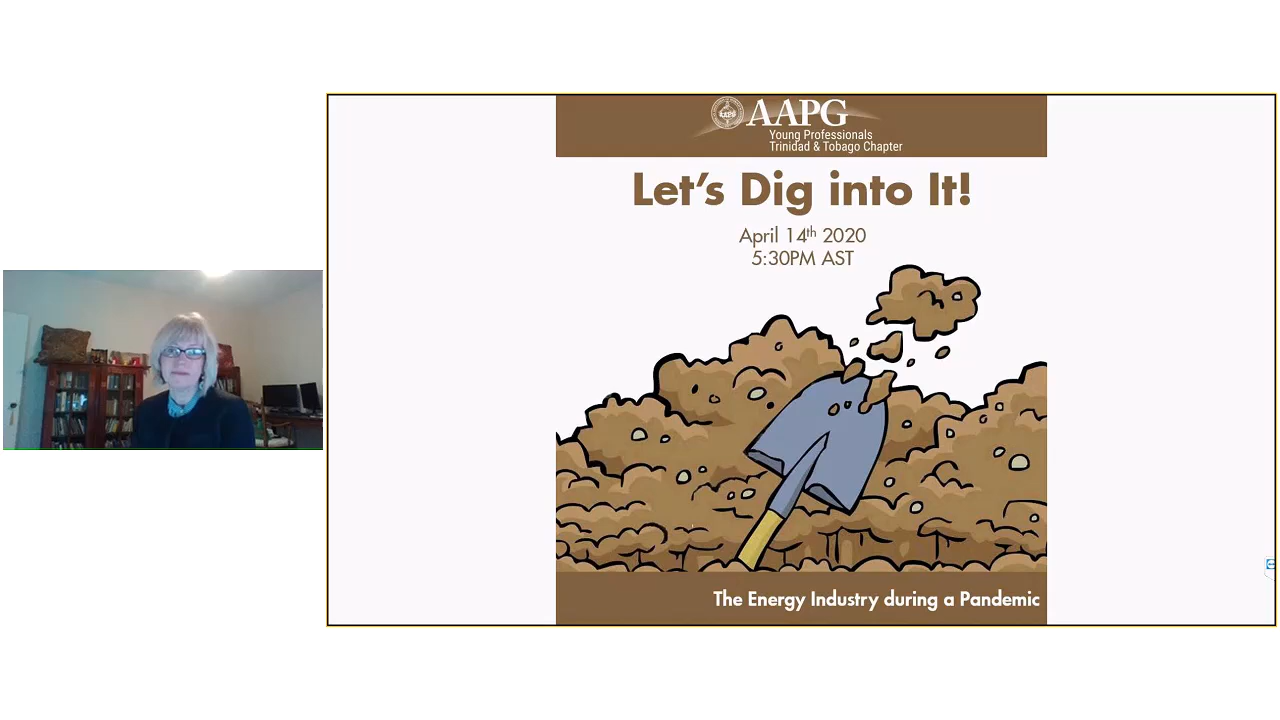 AAPG
Young Professionals
Trinidad & Tobago Chapter
Let's Dig into It!
April 14th 2020
5:30PM AST
The Energy Industry during a Pandemic